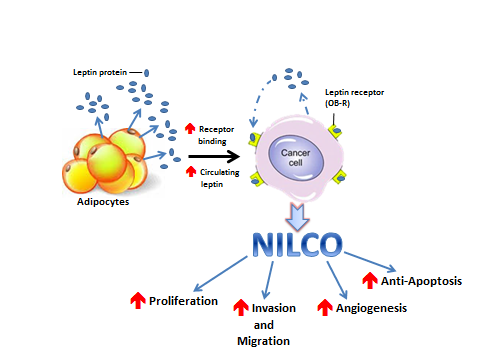 Leptin protein
Leptin receptor
(OB-R)
Receptor
binding
Circulating
leptin
Cancer
cell
Adipocytes
NILCO
Anti-Apoptosis
Proliferation
Invasion
and
Migration
Angiogenesis